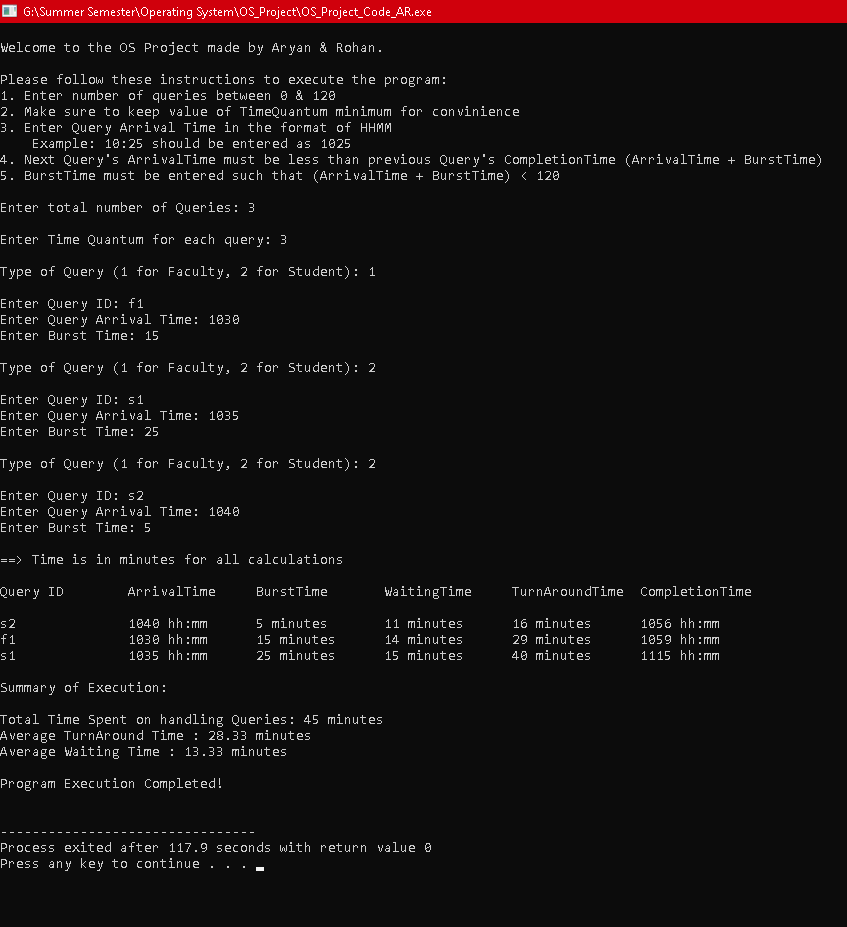 G:\Summer Semester\Operating System\OS_Project\OS_Project_Code_AR.exe
Welcome to the OS Project made by Aryan & Rohan.
Please follow these instructions to execute the program:
1. Enter number of queries between 0 & 120
2. Make sure to keep value of TimeQuantum minimum for convinience
3. Enter Query Arrival Time in the format of HHMM
Example: 10:25 should be entered as 1025
4. Next Query's ArrivalTime must be less than previous Query's CompletionTime (ArrivalTime + BurstTime)
5. BurstTime must be entered such that (ArrivalTime + BurstTime) < 120
Enter total number of Queries: 3
Enter Time Quantum for each query: 3
Type of Query (1 for Faculty, 2 for Student): 1
Enter Query ID: f1
Enter Query Arrival Time: 1030
Enter Burst Time: 15
Type of Query (1 for Faculty, 2 for Student): 2
Enter Query ID: s1
Enter Query Arrival Time: 1035
Enter Burst Time: 25
Type of Query (1 for Faculty, 2 for Student): 2
Enter Query ID: s2
Enter Query Arrival Time: 1040
Enter Burst Time: 5
==> Time is in minutes for all calculations
Query ID ArrivalTime BurstTime WaitingTime TurnAroundTime CompletionTime
s2 1040 hh:mm 5 minutes 11 minutes 16 minutes 1056 hh:mm
f1 1030 hh:mm 15 minutes 14 minutes 29 minutes 1059 hh:mm
s1 1035 hh:mm 25 minutes 15 minutes 40 minutes 1115 hh:mm
Summary of Execution:
Total Time Spent on handling Queries: 45 minutes
Average TurnAround Time : 28.33 minutes
Average Waiting Time : 13.33 minutes
Program Execution Completed!
--------------------------------
Process exited after 117.9 seconds with return value 0
Press any key to continue . . .